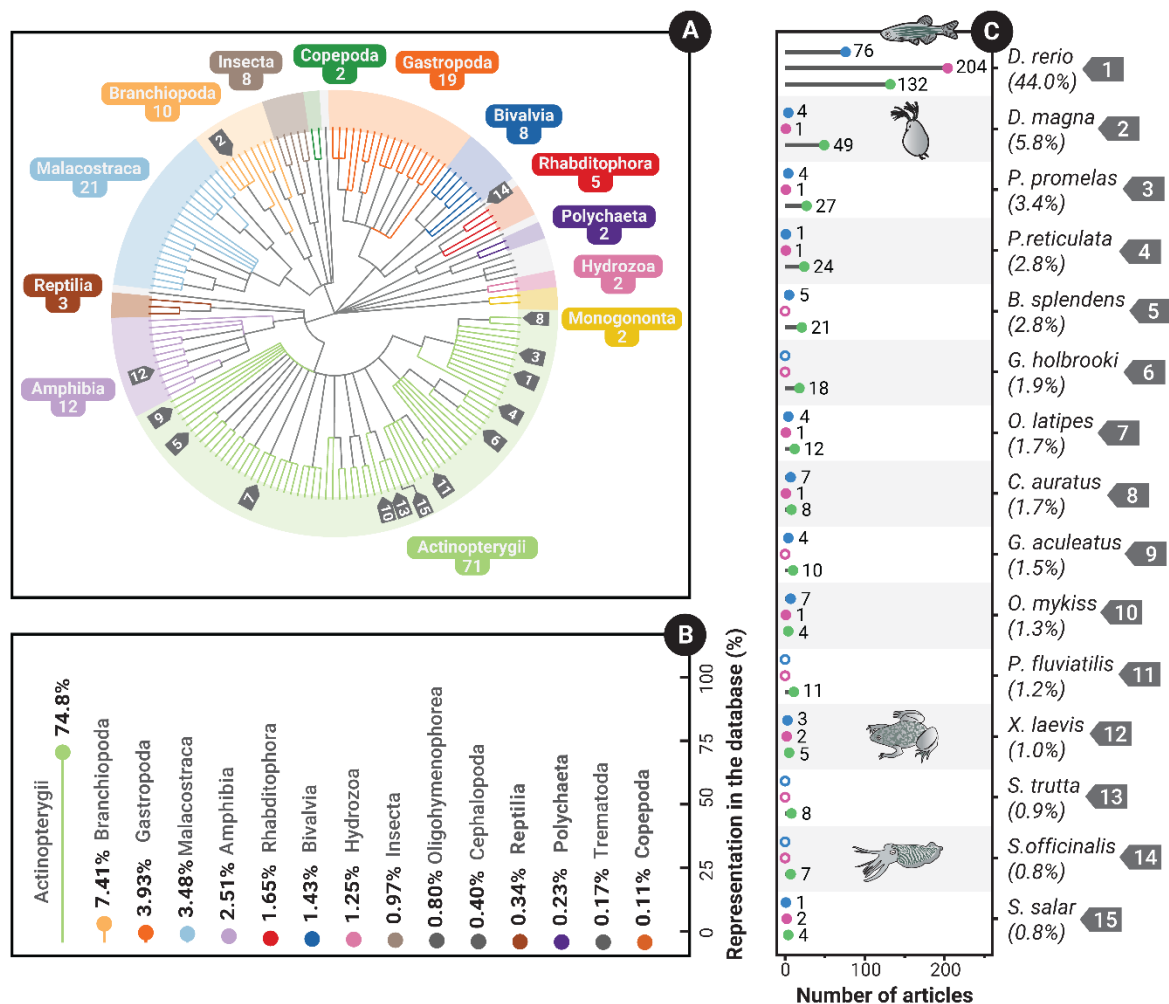 A
Copepoda
2
Insecta
8
Gastropoda
19
Branchiopoda
10
Bivalvia
8
Malacostraca
21
Rhabditophora
5
Polychaeta
2
Hydrozoa
2
Reptilia
3
Monogononta
2
Amphibia
12
Actinopterygii
71
2
14
8
3
1
4
6
11
15
13
10
7
5
9
12
B
Actinopterygii 74.8%
7.41% Branchiopoda
3.93% Gastropoda
3.48% Malacostraca
2.51% Amphibia
1.65% Rhabditophora
1.43% Bivalvia
1.25% Hydrozoa
0.97% Insecta
0.80% Oligohymenophorea
0.40% Cephalopoda
0.34% Reptilia
0.23% Polychaeta
0.17% Trematoda
0.11% Copepoda
0 25 50 75 100
Representation in the database (%)
C
76
204
132
D. rerio
(44.0%)
1
4
1
49
D. magna
(5.8%)
2
4
1
27
P. promelas
(3.4%)
3
1
1
24
P.reticulata
(2.8%)
4
5
21
B. splendens
(2.8%)
5
18
G. holbrooki
(1.9%)
6
4
1
12
O. latipes
(1.7%)
7
7
1
8
C. auratus
(1.7%)
8
4
10
G. aculeatus
(1.5%)
9
7
1
4
O. mykiss
(1.3%)
10
11
P. fluviatilis
(1.2%)
11
3
2
5
X. laevis
(1.0%)
12
8
S. trutta
(0.9%)
13
7
S.officinalis
(0.8%)
14
1
2
4
S. salar
(0.8%)
15
0 100 200
Number of articles